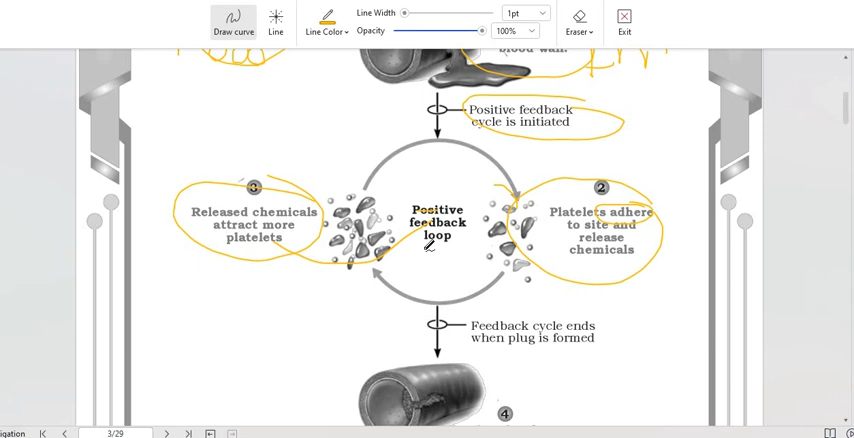 Draw curve
Line
Line Color
Line Width
1pt
Opacity
100%
Eraser
Exit
blood wall.
Positive feedback
cycle is initiated
3
Released chemicals
attract more
platelets
Positive
feedback
loop
2
Platelets adhere
to site and
release
chemicals
Feedback cycle ends
when plug is formed
4
igation
3/29